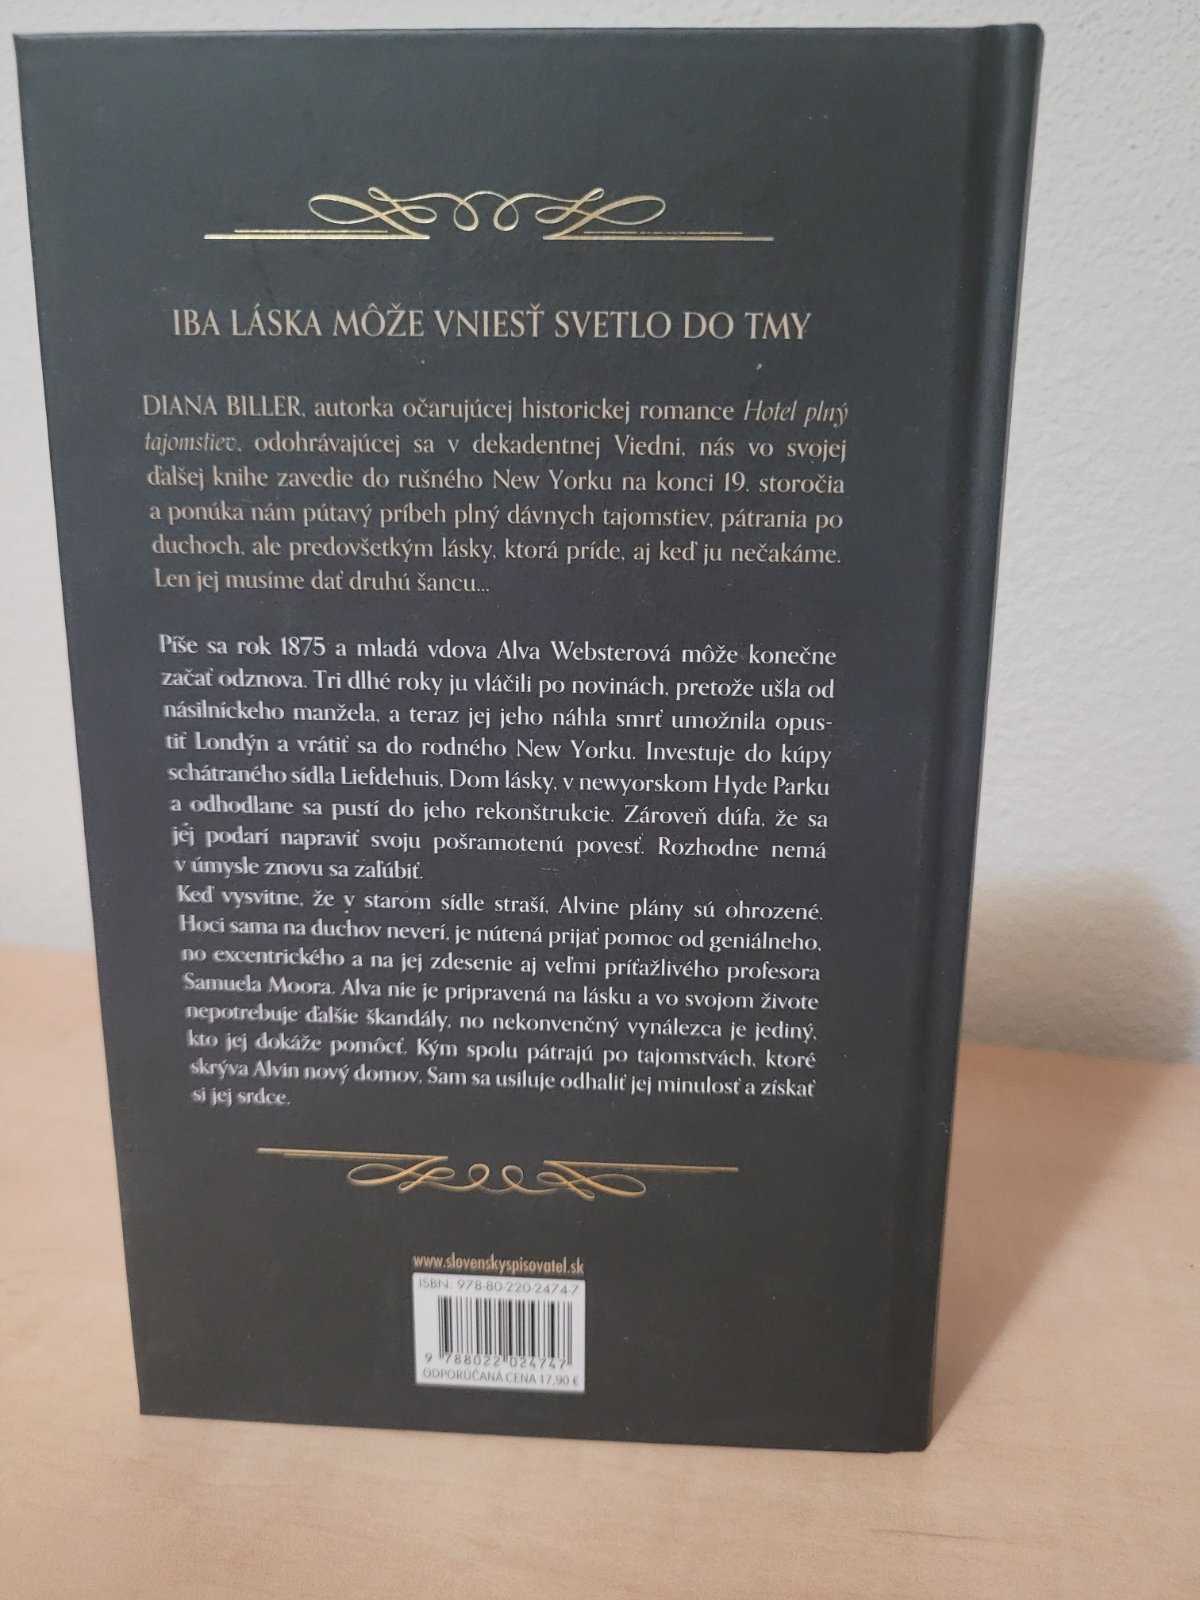 IBA LÁSKA MÔŽE VNIESŤ SVETLO DO TMY
DIANA BILLER, autorka očarujúcej historickej romance Hotel plný
tajomstiev, odohrávajúcej sa v dekadentnej Viedni, nás vo svojej
ďalšej knihe zavedie do rušného New Yorku na konci 19. storočia
a ponúka nám pútavý príbeh plný dávnych tajomstiev, pátrania po
duchoch, ale predovšetkým lásky, ktorá príde, aj keď ju nečakáme.
Len jej musíme dať druhú šancu...
Píše sa rok 1875 a mladá vdova Alva Websterová môže konečne
začať odznova. Tri dlhé roky ju vláčili po novinách, pretože ušla od
násilníckeho manžela, a teraz jej jeho náhla smrť umožnila opus-
tiť Londýn a vrátiť sa do rodného New Yorku. Investuje do kúpy
schátraného sídla Liefdehuis, Dom lásky, v newyorskom Hyde Parku
a odhodlane sa pustí do jeho rekonštrukcie. Zároveň dúfa, že sa
jej podarí napraviť svoju pošramotenú povesť. Rozhodne nemá
v úmysle znovu sa zaľúbiť.
Keď vysvitne, že v starom sídle straší, Alvine plány sú ohrozené.
Hoci sama na duchov neverí, je nútená prijať pomoc od geniálneho,
no excentrického a na jej zdesenie aj veľmi príťažlivého profesora
Samuela Moora. Alva nie je pripravená na lásku a vo svojom živote
nepotrebuje ďalšie škandály, no nekonvenčný vynálezca je jediný,
kto jej dokáže pomôcť. Kým spolu pátrajú po tajomstvách, ktoré
skrýva Alvin nový domov, Sam sa usiluje odhaliť jej minulosť a získať
si jej srdce.
www.slovenskyspisovatel.sk
ISBN: 978-80-220-2474-7
9 788022 024747
ODPORÚČANÁ CENA 17,90 €